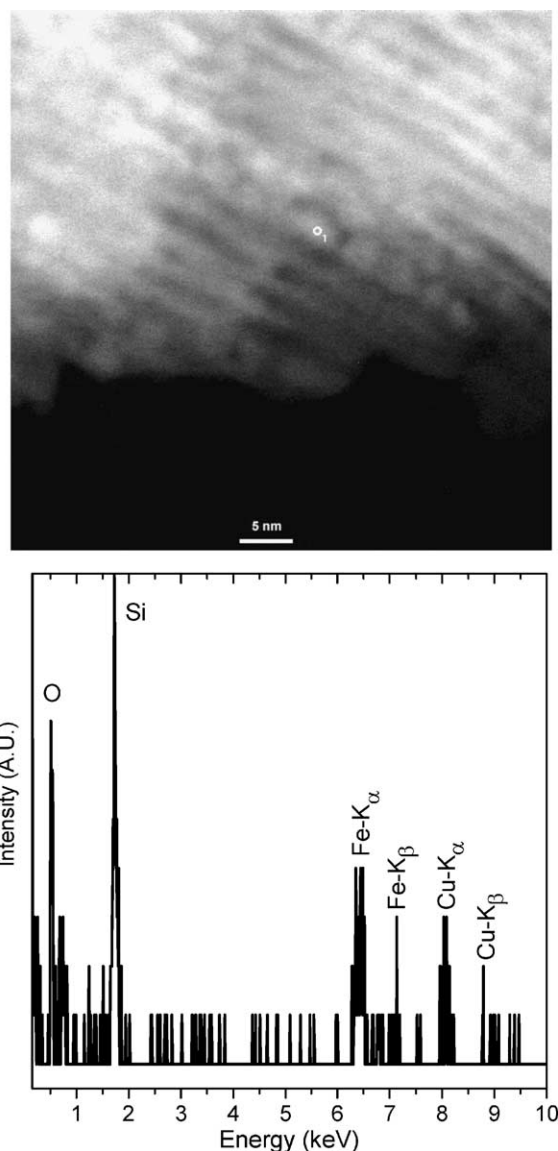 1
5 nm
Si
O
Fe-Kα
Fe-Kβ
Cu-Kα
Cu-Kβ
Intensity (A.U.)
1 2 3 4 5 6 7 8 9 10
Energy (keV)